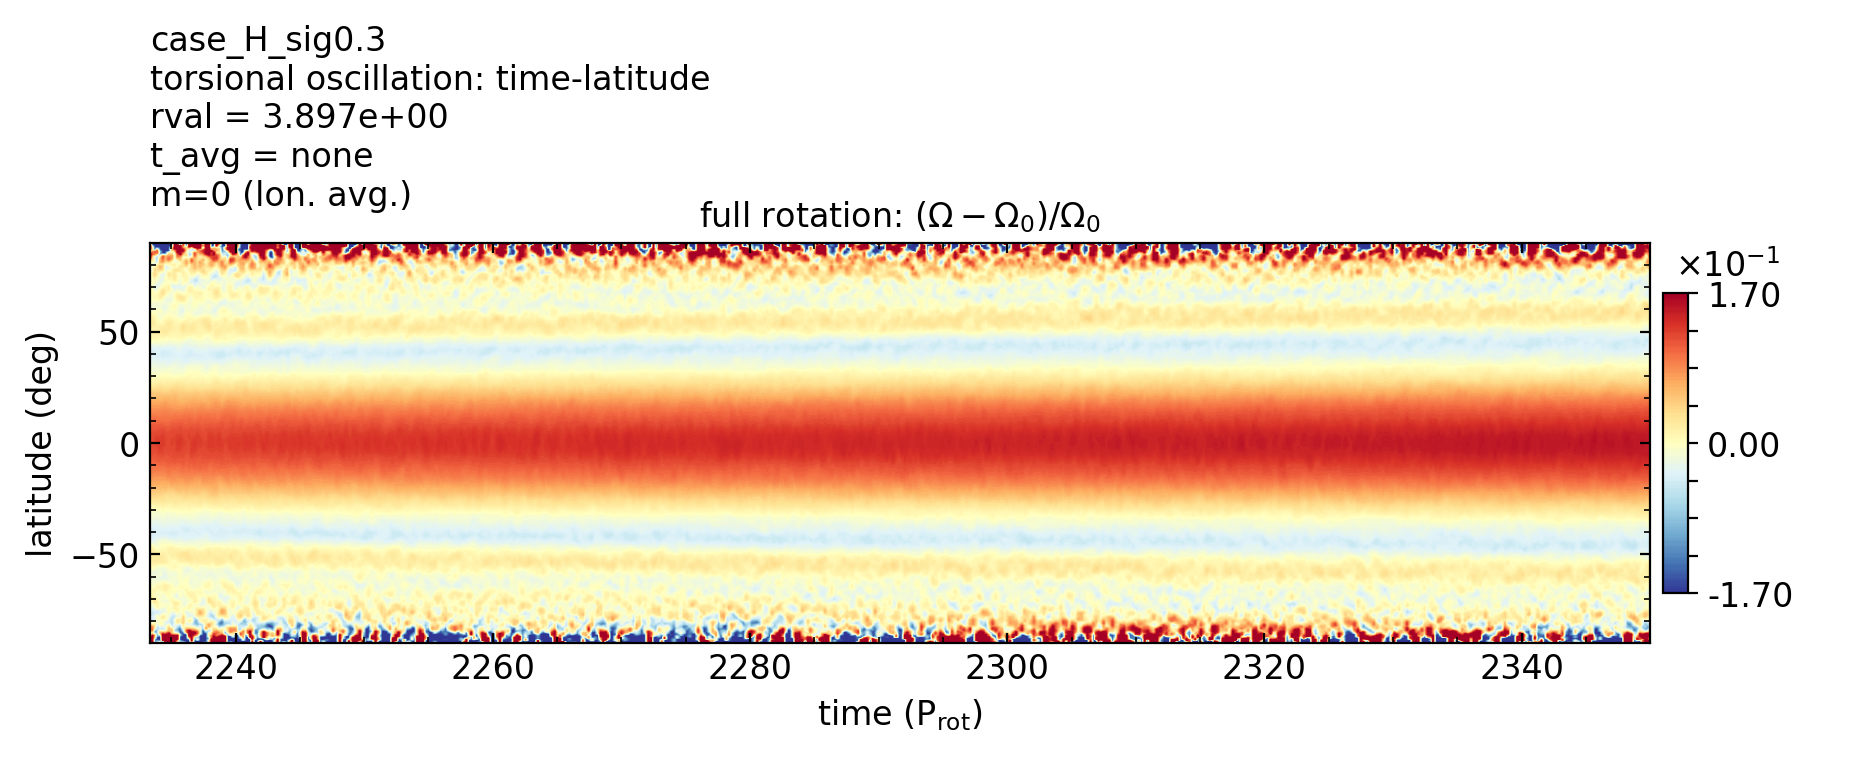 case_H_sig0.3
torsional oscillation: time-latitude
rval = 3.897e+00
t_avg = none
m=0 (lon. avg.)
full rotation: (Ω − Ω₀)/Ω₀
×10⁻¹
1.70
0.00
-1.70
latitude (deg)
50
0
−50
2240 2260 2280 2300 2320 2340
time (P_rot)